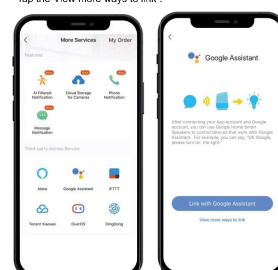 Tap the 'View more ways to link'.
More Services
My Order
Featured
AI Filtered
Notification
Cloud Storage
for Cameras
Phone
Notification
Message
Notification
Third-party Access
Service
Alexa
Google Assistant
IFTTT
Tecent Xiaowei
QuanDS
DingDong
Google Assistant
After connecting your App account and Google
account, you can use Google Home Smart
Speakers to control devices that work with Google
Assistant. For example, you can say, "OK Google,
please turn on the light."
Link with Google Assistant
View more ways to link